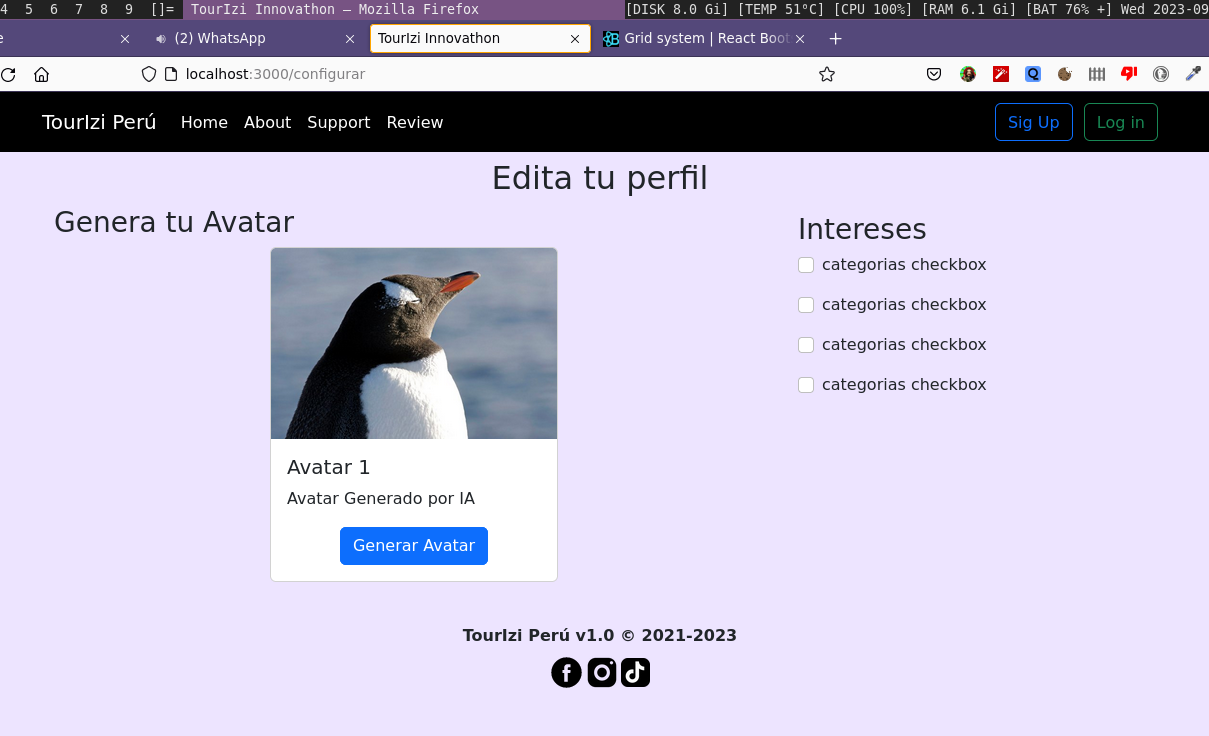 4 5 6 7 8 9 []= TourIzi Innovathon — Mozilla Firefox [DISK 8.0 Gi] [TEMP 51°C] [CPU 100%] [RAM 6.1 Gi] [BAT 76% +] Wed 2023-09
e (2) WhatsApp TourIzi Innovathon Grid system | React Boot
localhost:3000/configurar
TourIzi Perú Home About Support Review Sig Up Log in
Edita tu perfil
Genera tu Avatar
Intereses
categorias checkbox
categorias checkbox
categorias checkbox
categorias checkbox
Avatar 1
Avatar Generado por IA
Generar Avatar
TourIzi Perú v1.0 © 2021-2023